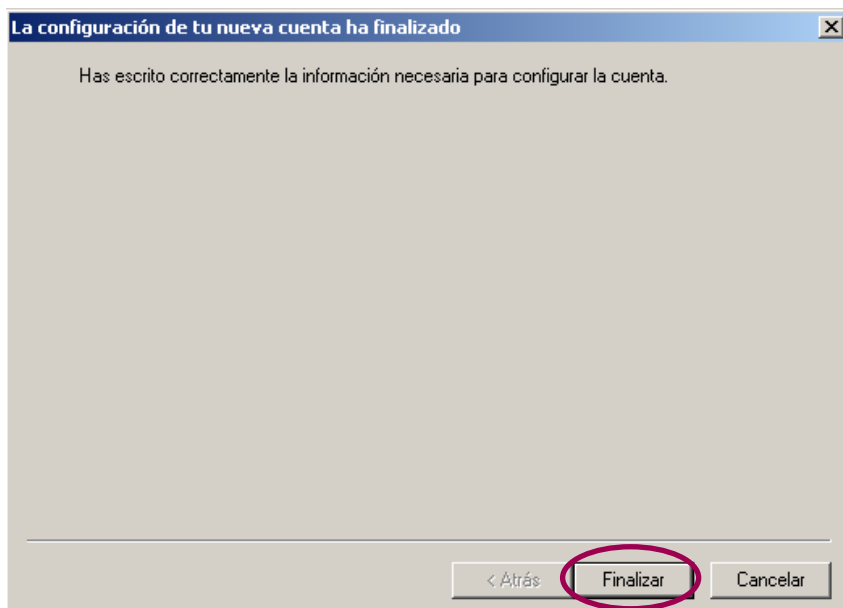 La configuración de tu nueva cuenta ha finalizado
Has escrito correctamente la información necesaria para configurar la cuenta.
< Atrás Finalizar Cancelar